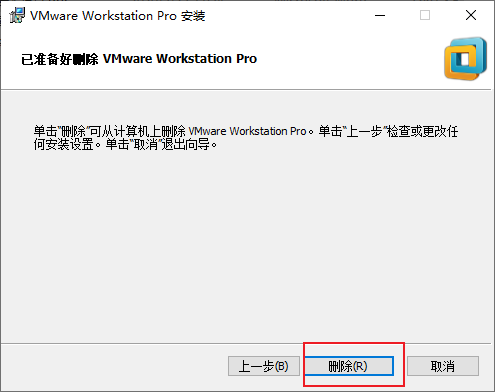 VMware Workstation Pro 安装
已准备好删除 VMware Workstation Pro
单击“删除”可从计算机上删除 VMware Workstation Pro。单击“上一步”检查或更改任
何安装设置。单击“取消”退出向导。
上一步(B) 删除(R) 取消